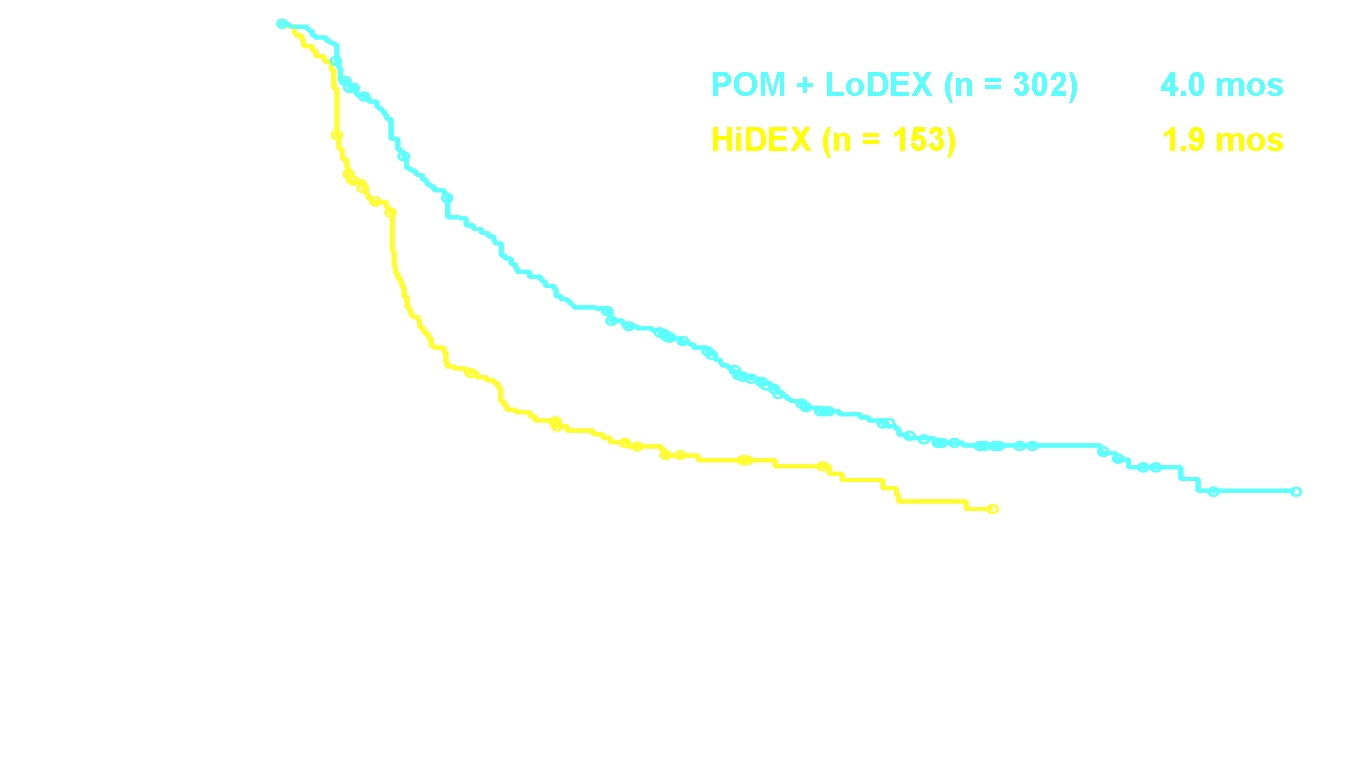 POM + LoDEX (n = 302) 4.0 mos
HiDEX (n = 153) 1.9 mos